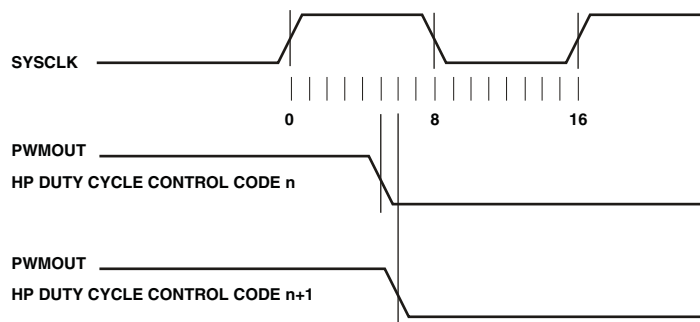 SYSCLK
0 8 16
PWMOUT
HP DUTY CYCLE CONTROL CODE n
PWMOUT
HP DUTY CYCLE CONTROL CODE n+1